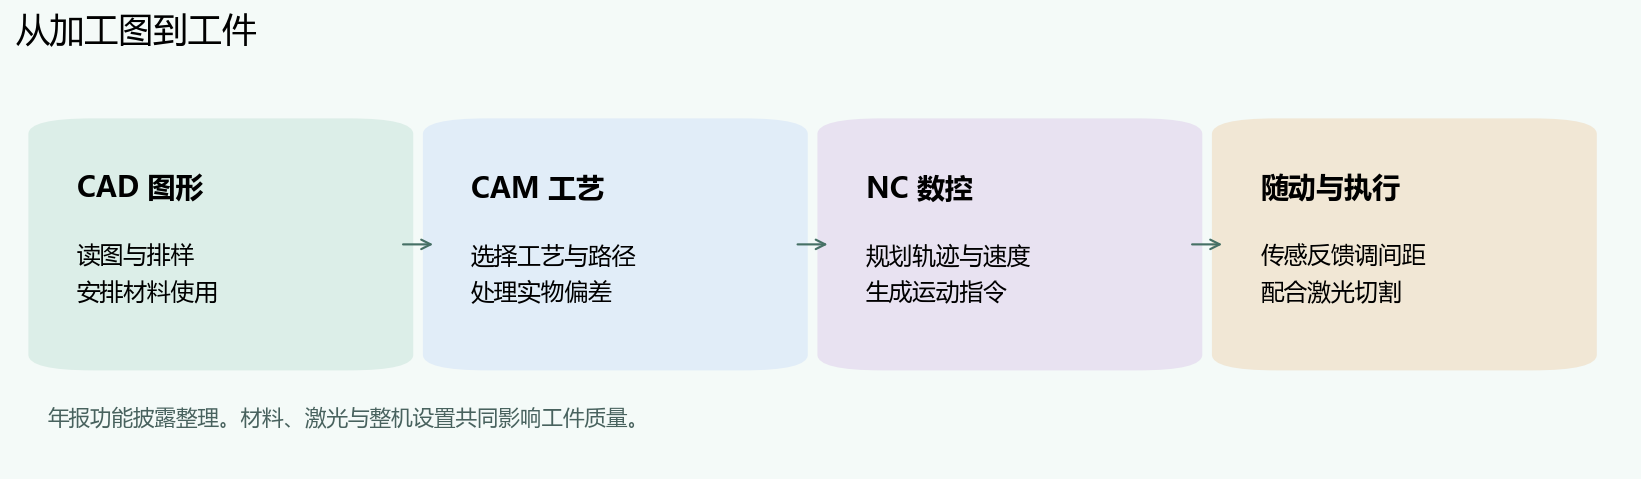 从加工图到工件
CAD 图形
读图与排样
安排材料使用
CAM 工艺
选择工艺与路径
处理实物偏差
NC 数控
规划轨迹与速度
生成运动指令
随动与执行
传感反馈调间距
配合激光切割
年报功能披露整理。材料、激光与整机设置共同影响工件质量。